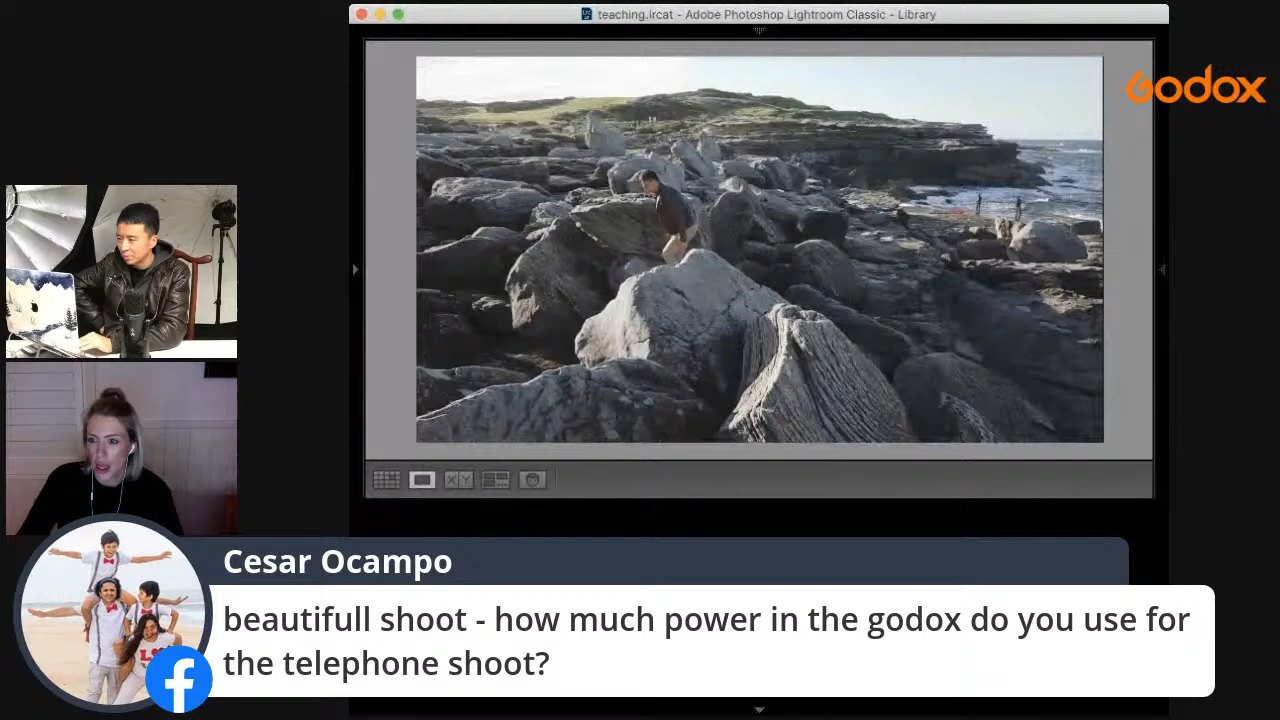 teaching.lrcat - Adobe Photoshop Lightroom Classic - Library
Godox
XY
Cesar Ocampo
beautifull shoot - how much power in the godox do you use for
the telephone shoot?